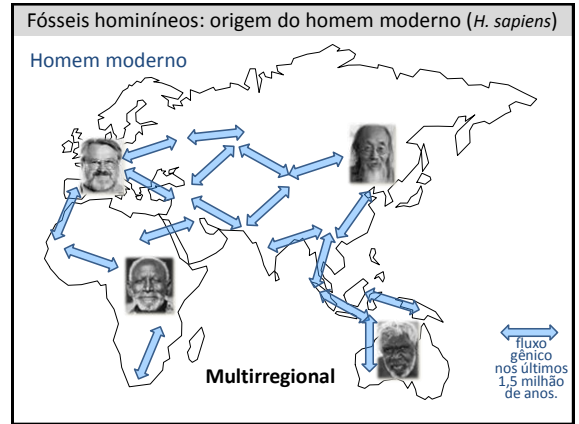 Fósseis hominíneos: origem do homem moderno (H. sapiens)
Homem moderno
Multirregional
fluxo
gênico
nos últimos
1,5 milhão
de anos.